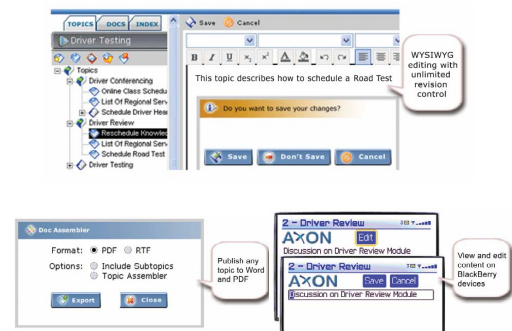 TOPICS DOCS INDEX
Save Cancel
Driver Testing
B I U x₁ x² A
Topics
Driver Conferencing
Online Class Schedu
List Of Regional Serv
Schedule Driver Hea
Driver Review
Reschedule Knowled
List Of Regional Serv
Schedule Road Test
Driver Testing
This topic describes how to schedule a Road Test
Do you want to save your changes?
Save Don't Save Cancel
WYSIWYG
editing with
unlimited
revision
control
Doc Assembler
Format: PDF RTF
Options: Include Subtopics
Topic Assembler
Export Close
Publish any
topic to Word
and PDF
2 - Driver Review
AXON Edit
Discussion on Driver Review Module
2 - Driver Review
AXON Save Cancel
Discussion on Driver Review Module
View and edit
content on
BlackBerry
devices